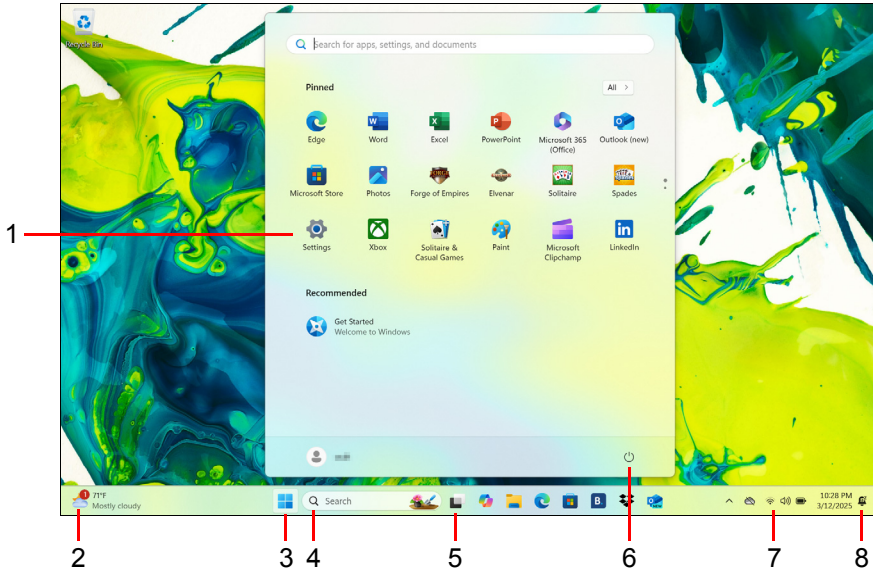 Recycle Bin
Search for apps, settings, and documents
Pinned
All >
Edge
Word
Excel
PowerPoint
Microsoft 365
(Office)
Outlook (new)
Microsoft Store
Photos
Forge of Empires
Elvenar
Solitaire
Spades
1
Settings
Xbox
Solitaire &
Casual Games
Paint
Microsoft
Clipchamp
LinkedIn
Recommended
Get Started
Welcome to Windows
1
71°F
Mostly cloudy
Search
B.
10:28 PM
3/12/2025
2
3
4
5
6
7
8